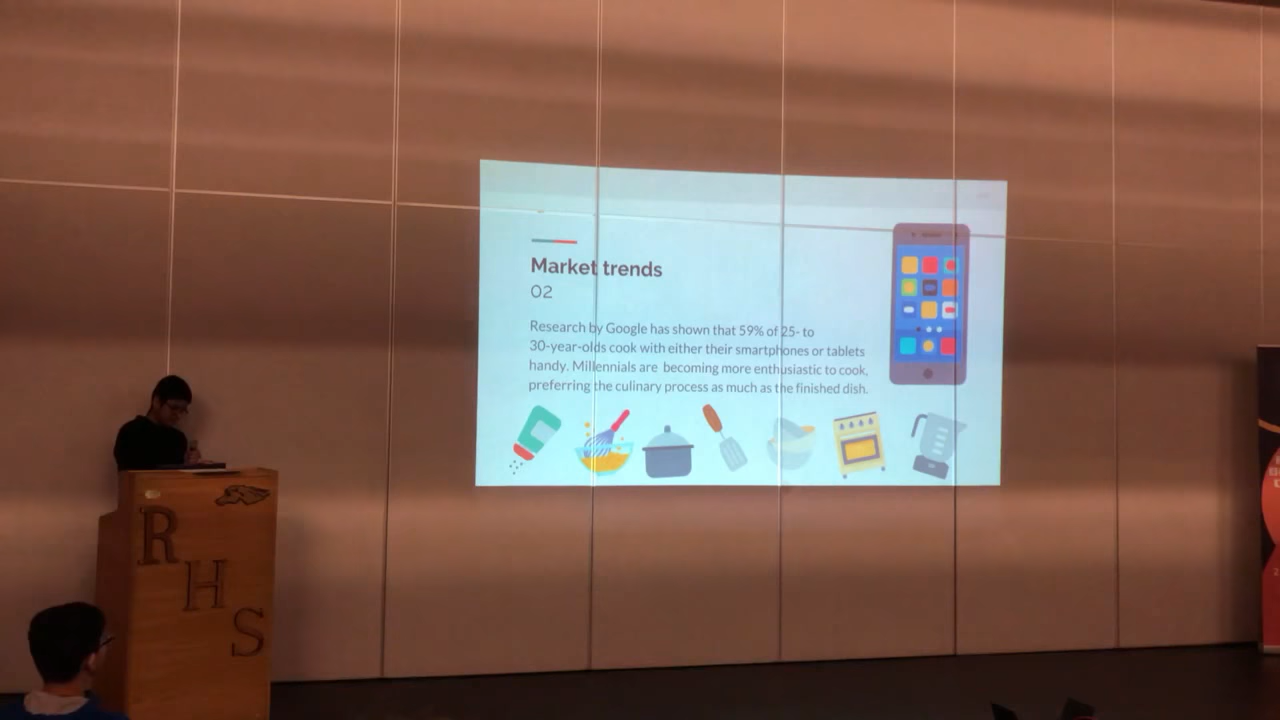 Market trends
02
Research by Google has shown that 59% of 25- to
30-year-olds cook with either their smartphones or tablets
handy. Millennials are becoming more enthusiastic to cook,
preferring the culinary process as much as the finished dish.
R
H
S